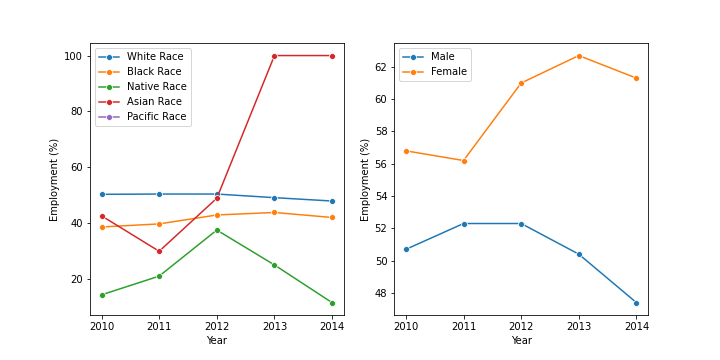 White Race
Black Race
Native Race
Asian Race
Pacific Race
100
80
60
40
20
Employment (%)
2010 2011 2012 2013 2014
Year
Male
Female
62
60
58
56
54
52
50
48
Employment (%)
2010 2011 2012 2013 2014
Year